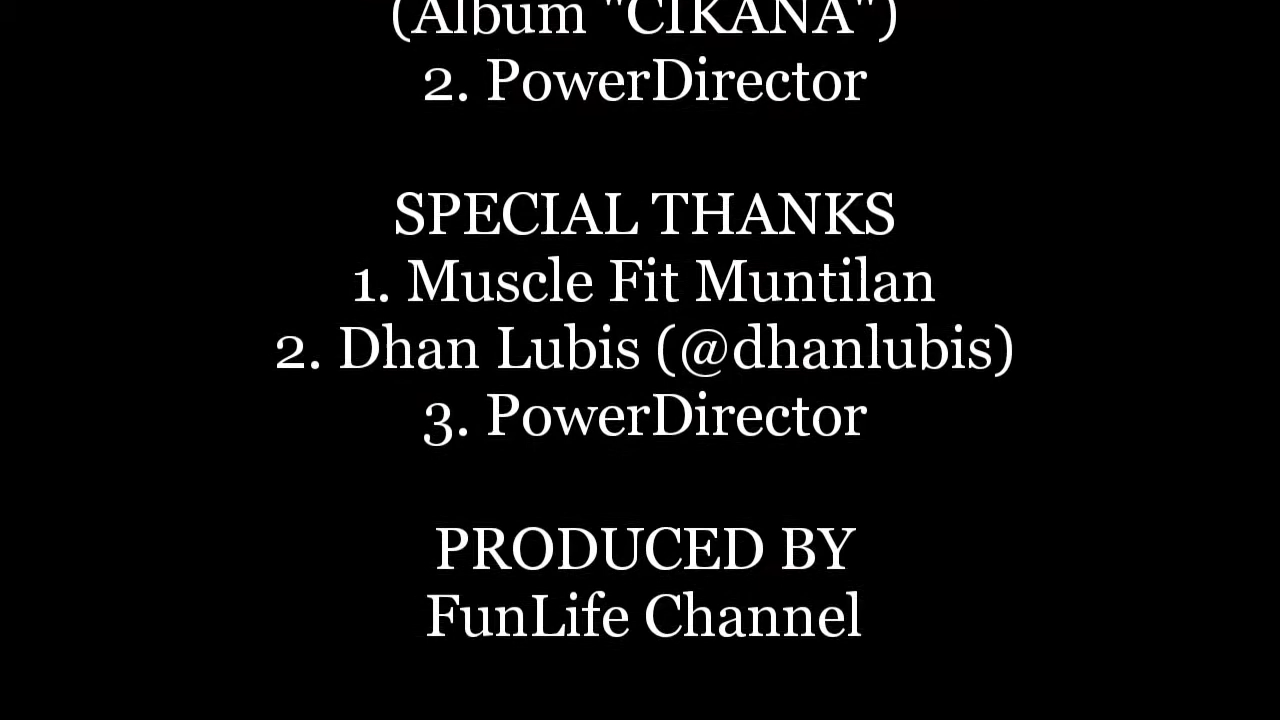 (Album "CIKANA")
2. PowerDirector
SPECIAL THANKS
1. Muscle Fit Muntilan
2. Dhan Lubis (@dhanlubis)
3. PowerDirector
PRODUCED BY
FunLife Channel